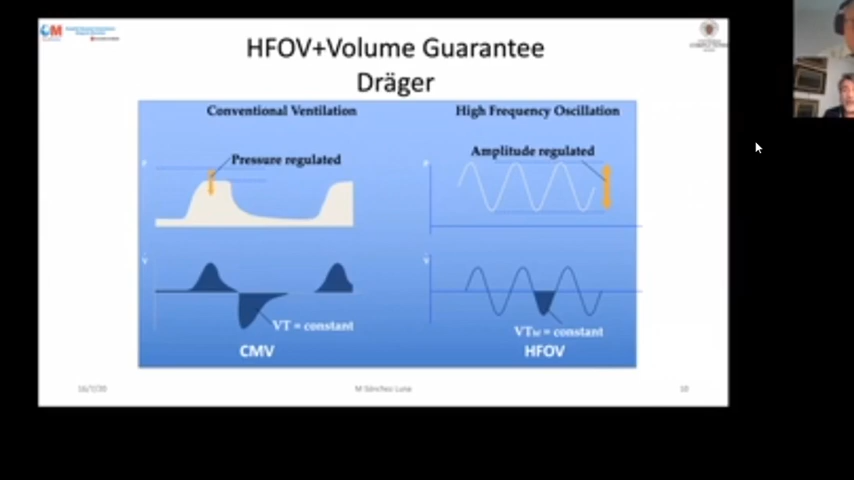 HFOV+Volume Guarantee
Dräger
Conventional Ventilation
High Frequency Oscillation
Pressure regulated
Amplitude regulated
P
P
V
V
VT = constant
VThf = constant
CMV
HFOV
16/7/20
M Sánchez Luna
10